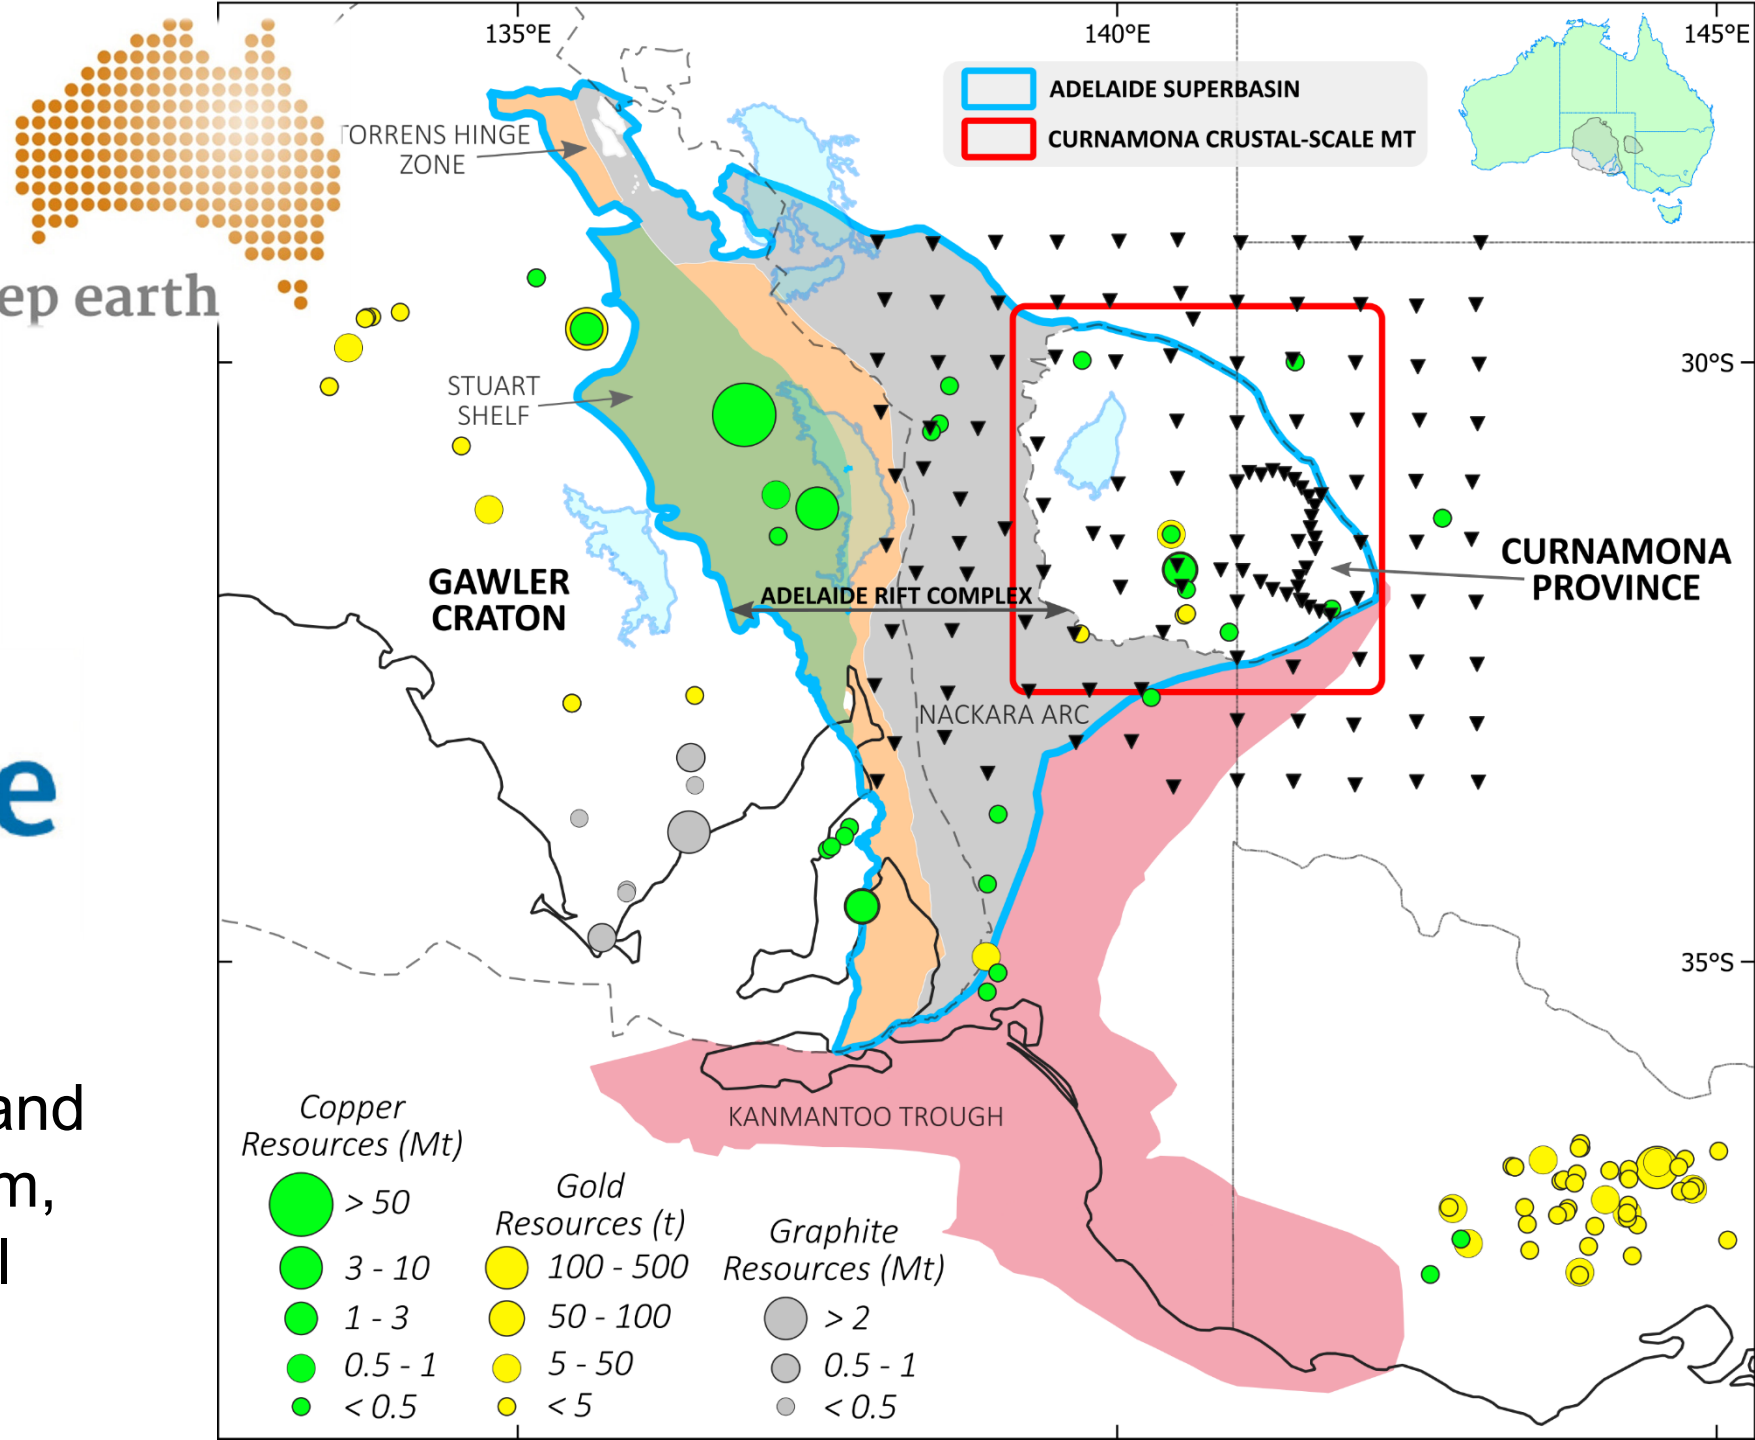 135°E
140°E
145°E
ADELAIDE SUPERBASIN
CURNAMONA CRUSTAL-SCALE MT
TORRENS HINGE
ZONE
ep earth
30°S
STUART
SHELF
GAWLER
CRATON
ADELAIDE RIFT COMPLEX
CURNAMONA
PROVINCE
NACKARA ARC
e
35°S
and
m,
l
KANMANTOO TROUGH
Copper
Resources (Mt)
> 50
3 - 10
1 - 3
0.5 - 1
< 0.5
Gold
Resources (t)
100 - 500
50 - 100
5 - 50
< 5
Graphite
Resources (Mt)
> 2
0.5 - 1
< 0.5